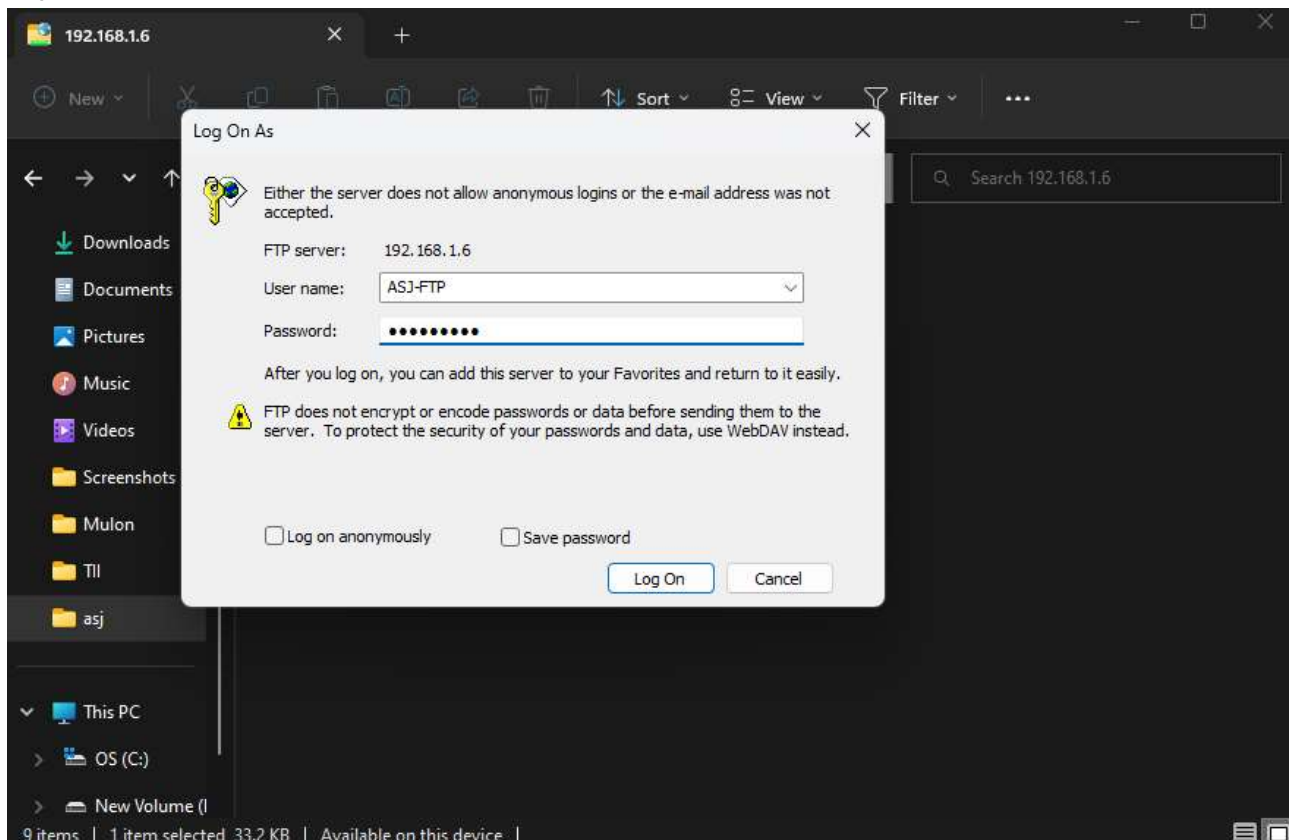 192.168.1.6
New
Sort
View
Filter
Log On As
Either the server does not allow anonymous logins or the e-mail address was not
accepted.
Search 192.168.1.6
FTP server: 192.168.1.6
User name: ASJ-FTP
Password:
After you log on, you can add this server to your Favorites and return to it easily.
FTP does not encrypt or encode passwords or data before sending them to the
server. To protect the security of your passwords and data, use WebDAV instead.
Log on anonymously
Save password
Log On
Cancel
Downloads
Documents
Pictures
Music
Videos
Screenshots
Mulon
TII
asj
This PC
OS (C:)
New Volume (
9 items | 1 item selected 33.2 KB | Available on this device |